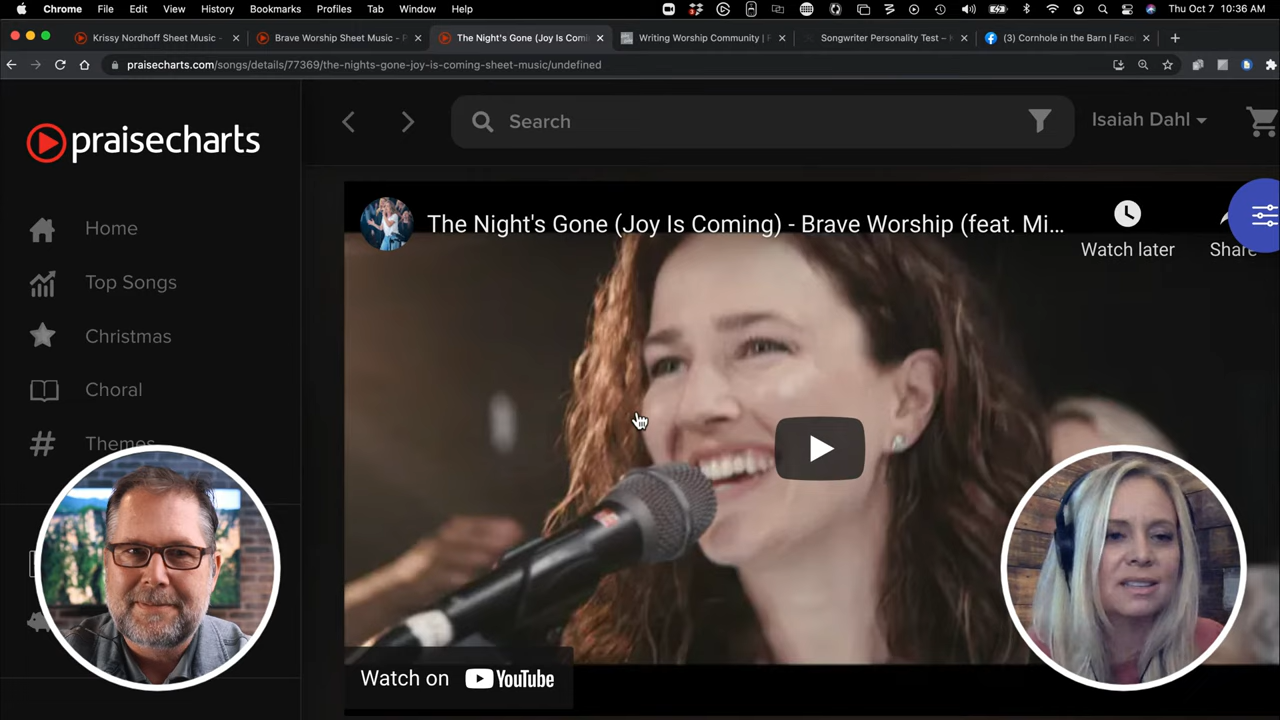 Chrome File Edit View History Bookmarks Profiles Tab Window Help Thu Oct 7 10:36 AM
Krissy Nordhoff Sheet Music - Brave Worship Sheet Music - The Night's Gone (Joy Is Comi Writing Worship Community | Songwriter Personality Test – (3) Cornhole in the Barn | Face
praisecharts.com/songs/details/77369/the-nights-gone-joy-is-coming-sheet-music/undefined
praisecharts
Search
Isaiah Dahl
Home
Top Songs
Christmas
Choral
Themes
The Night's Gone (Joy Is Coming) - Brave Worship (feat. Mi...
Watch later
Share
Watch on YouTube